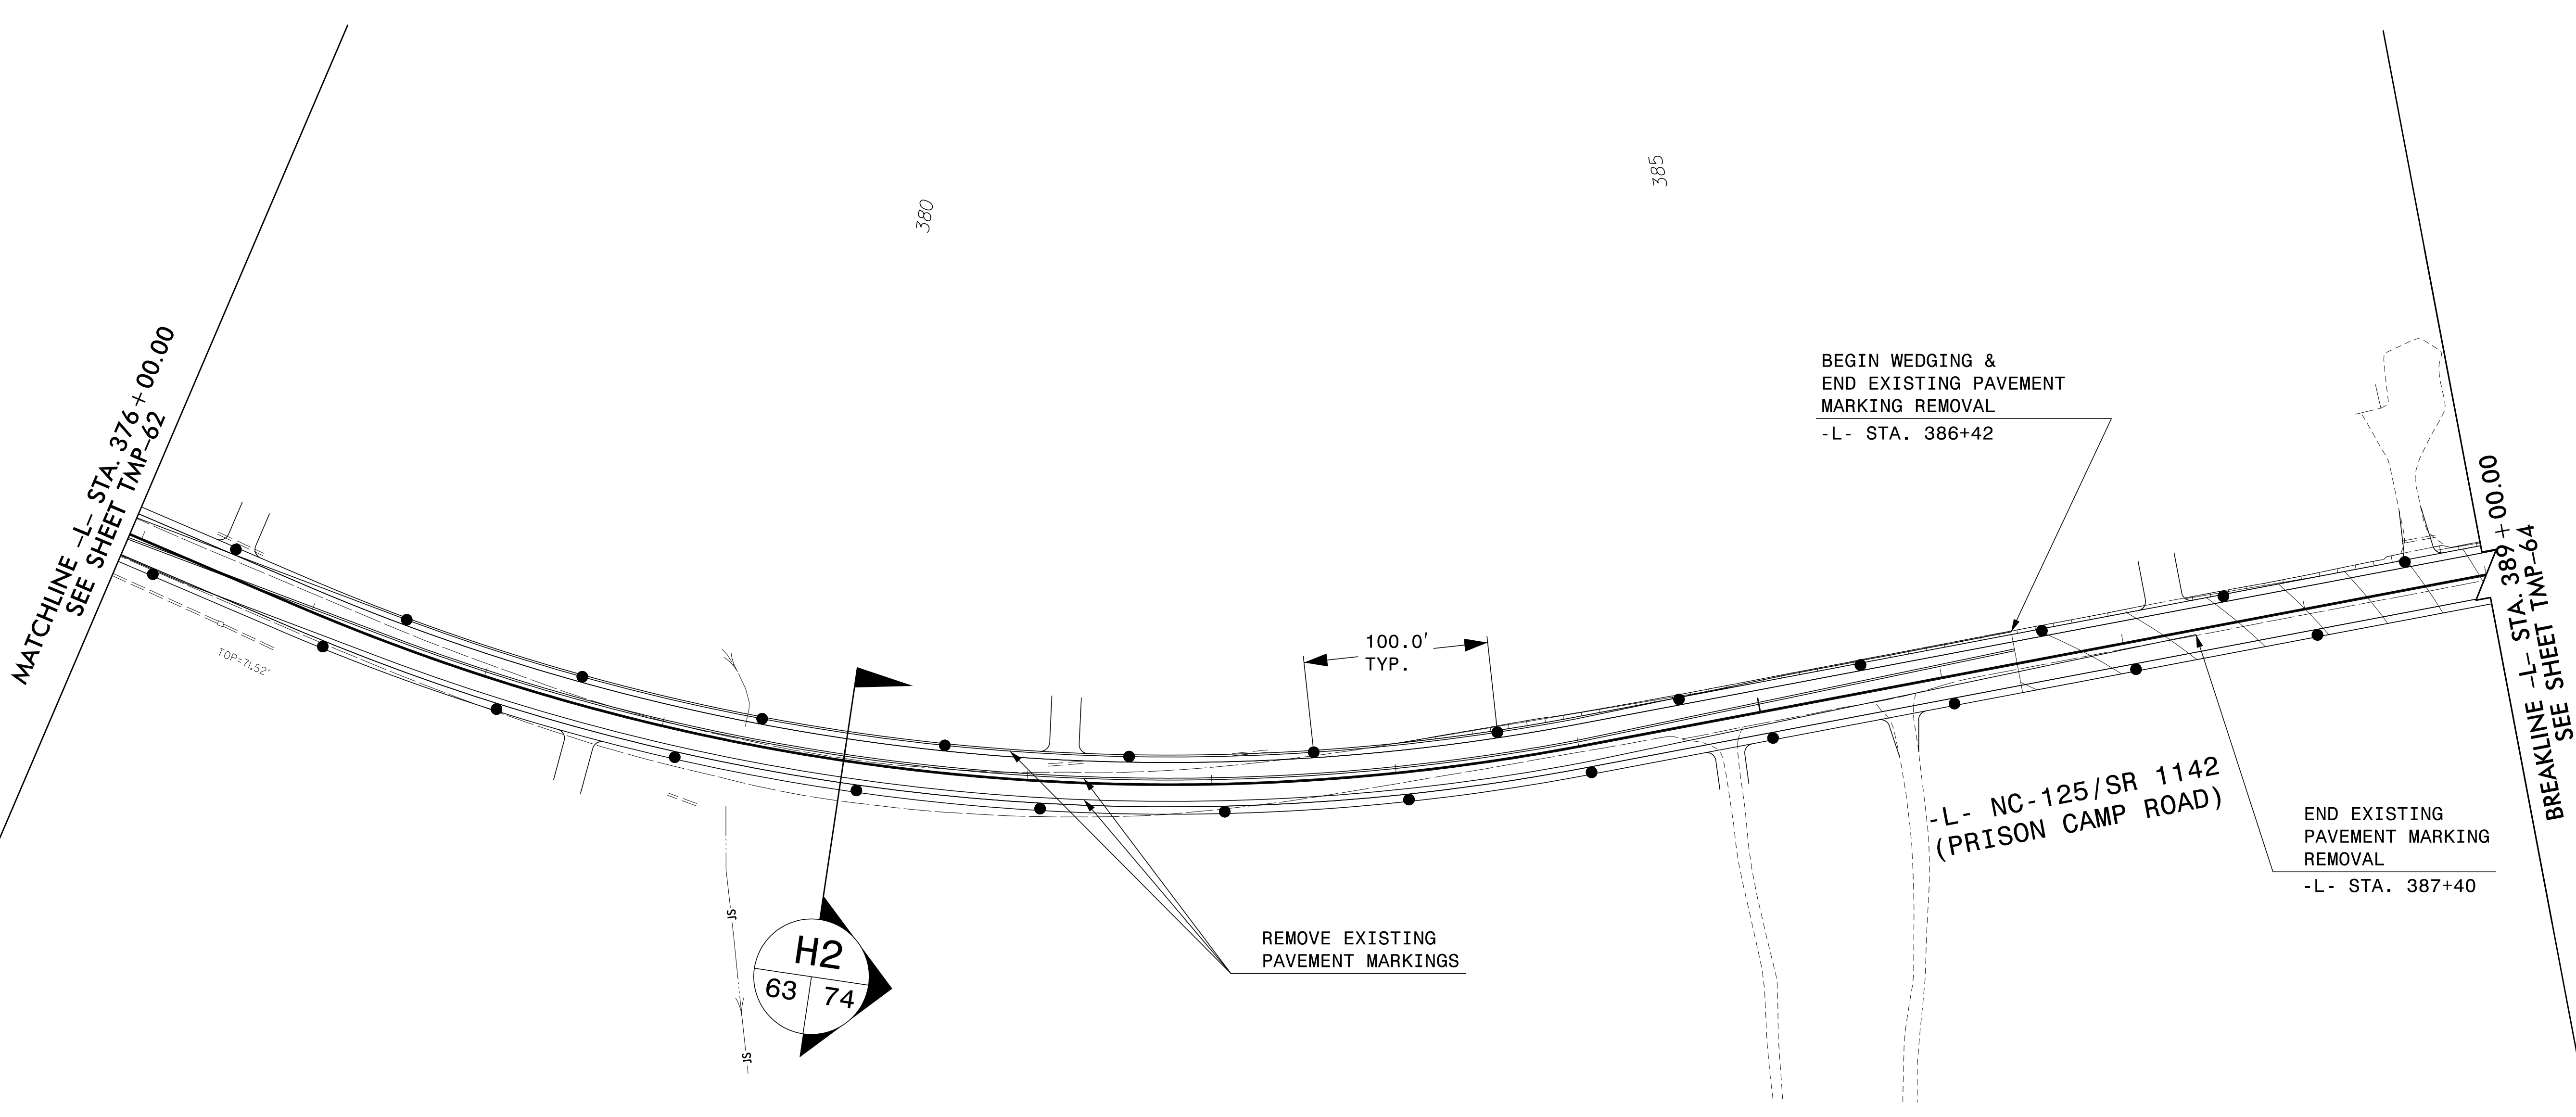 MATCHLINE -L- STA. 376+00.00
SEE SHEET TMP-62
TOP=71.52'
380
385
H2
63 74
JS
JS
100.0'
TYP.
REMOVE EXISTING
PAVEMENT MARKINGS
BEGIN WEDGING &
END EXISTING PAVEMENT
MARKING REMOVAL
-L- STA. 386+42
-L- NC-125/SR 1142
(PRISON CAMP ROAD)
END EXISTING
PAVEMENT MARKING
REMOVAL
-L- STA. 387+40
BREAKLINE -L- STA. 389+00.00
SEE SHEET TMP-64